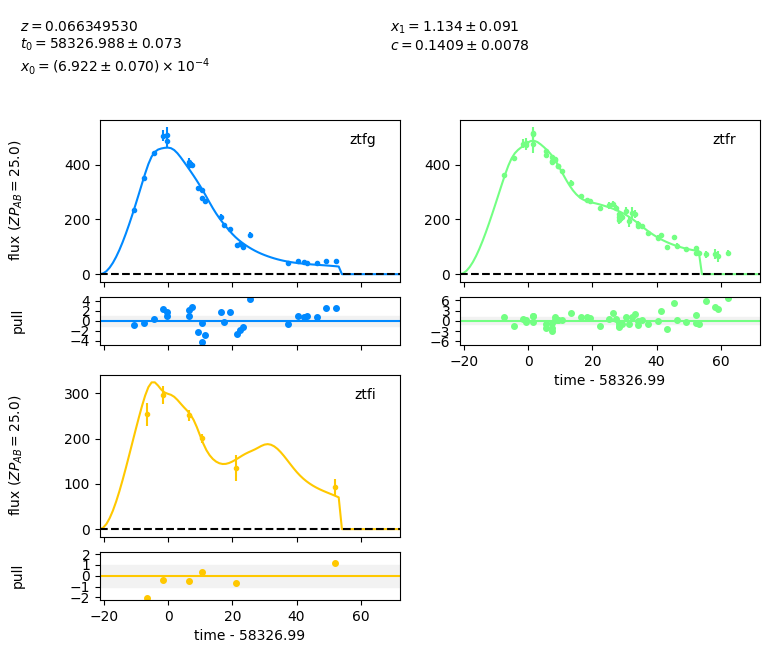 z = 0.066349530
t₀ = 58326.988 ± 0.073
x₀ = (6.922 ± 0.070) × 10⁻⁴
x₁ = 1.134 ± 0.091
c = 0.1409 ± 0.0078
ztfg
flux (ZP_AB = 25.0)
400
200
0
ztfr
400
200
0
pull
4
2
0
−2
−4
6
3
0
−3
−6
−20
0
20
40
60
time - 58326.99
ztfi
flux (ZP_AB = 25.0)
300
200
100
0
pull
2
1
0
−1
−2
−20
0
20
40
60
time - 58326.99